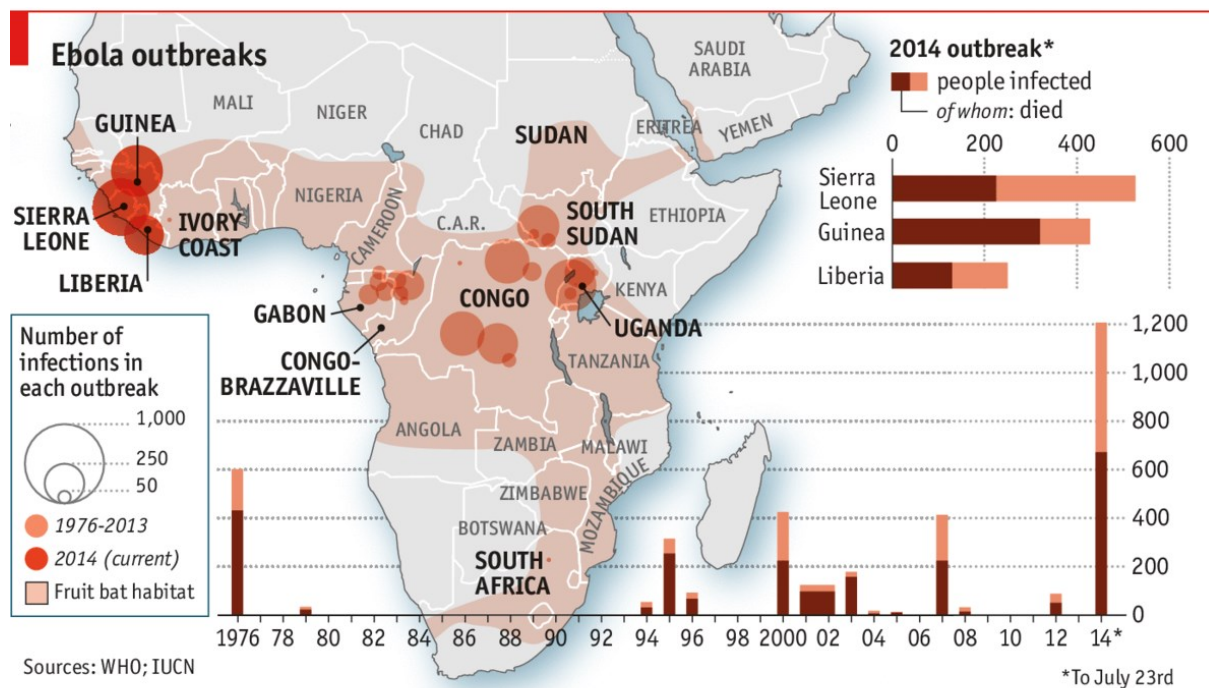 Ebola outbreaks
MALI
NIGER
CHAD
SUDAN
ERITREA
SAUDI
ARABIA
YEMEN
GUINEA
NIGERIA
SIERRA
LEONE
IVORY
COAST
CAMEROON
C.A.R.
SOUTH
SUDAN
ETHIOPIA
LIBERIA
GABON
CONGO
KENYA
UGANDA
CONGO-
BRAZZAVILLE
TANZANIA
ANGOLA
ZAMBIA
MALAWI
MOZAMBIQUE
ZIMBABWE
BOTSWANA
SOUTH
AFRICA
2014 outbreak*
people infected
of whom: died
0 200 400 600
Sierra
Leone
Guinea
Liberia
Number of
infections in
each outbreak
1,000
250
50
1976-2013
2014 (current)
Fruit bat habitat
1,200
1,000
800
600
400
200
0
1976 78 80 82 84 86 88 90 92 94 96 98 2000 02 04 06 08 10 12 14*
Sources: WHO; IUCN
*To July 23rd